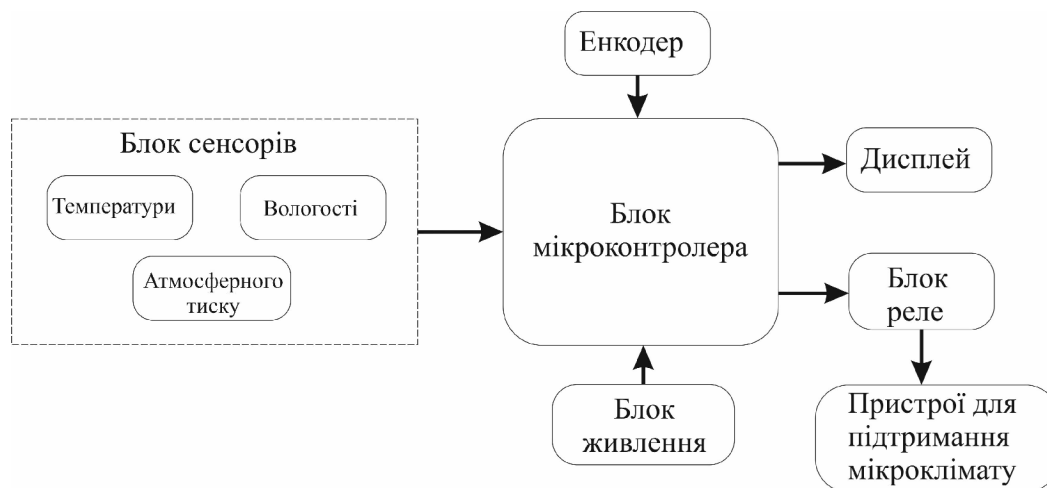 Енкодер
Блок сенсорів
Температури
Вологості
Атмосферного
тиску
Блок
мікроконтролера
Дисплей
Блок
реле
Блок
живлення
Пристрої для
підтримання
мікроклімату